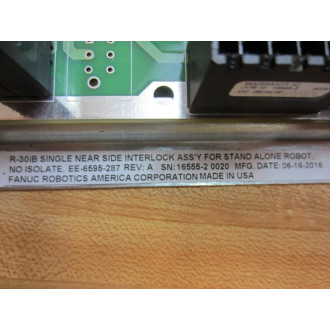 R-30iB SINGLE NEAR SIDE INTERLOCK ASS'Y FOR STAND ALONE ROBOT,
NO ISOLATE. EE-6595-287 REV: A SN:16555-2 0020 MFG. DATE: 06-16-2016
FANUC ROBOTICS AMERICA CORPORATION MADE IN USA